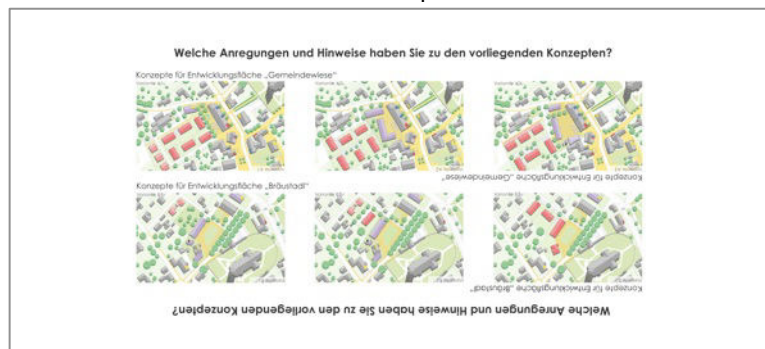 Welche Anregungen und Hinweise haben Sie zu den vorliegenden Konzepten?
Konzepte für Entwicklungsfläche „Gemeindewiese“
Konzepte für Entwicklungsfläche „Gemeindewiese“
Konzepte für Entwicklungsfläche „Bräustadl“
Konzepte für Entwicklungsfläche „Bräustadl“
Welche Anregungen und Hinweise haben Sie zu den vorliegenden Konzepten?